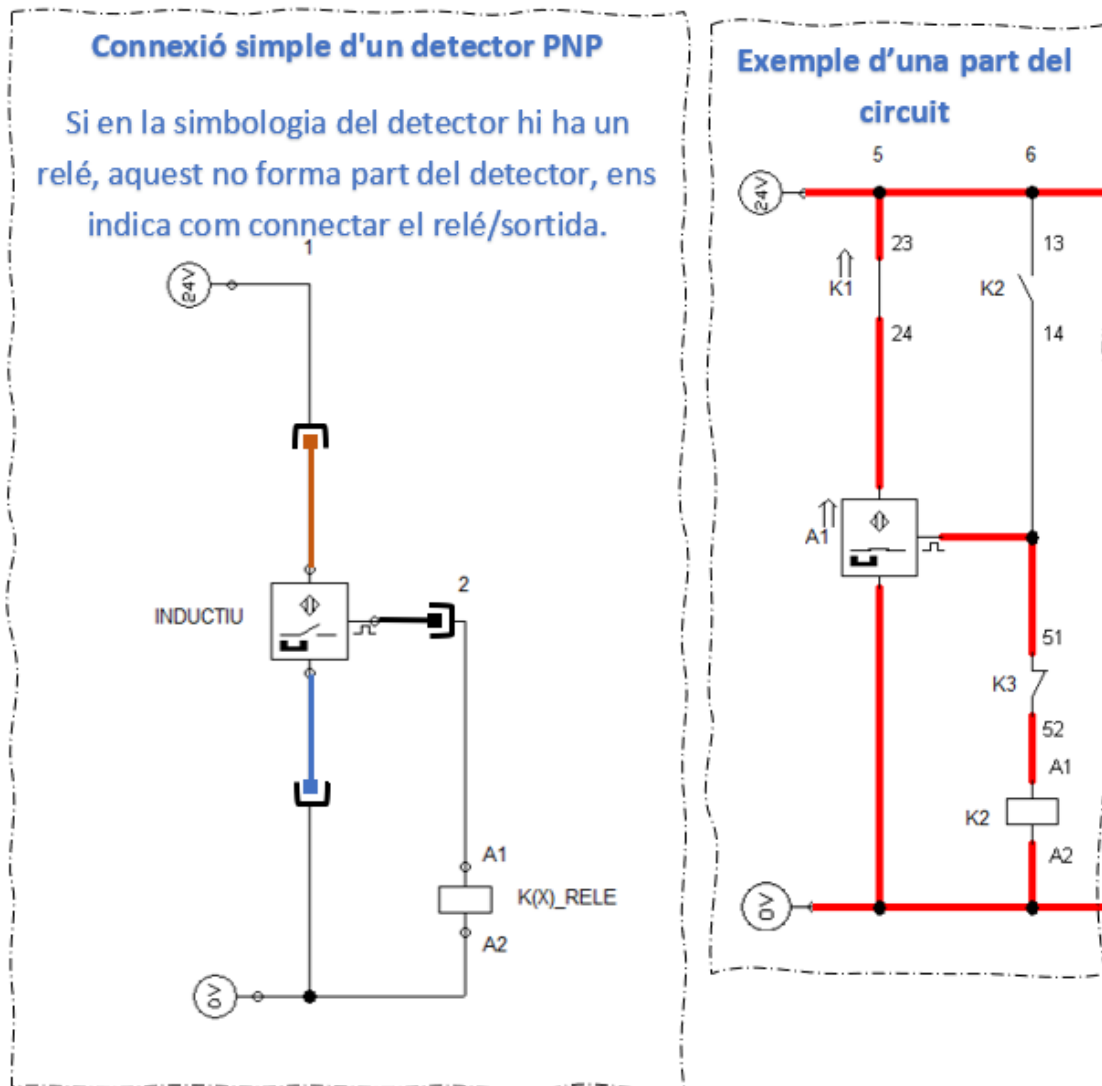 Connexió simple d'un detector PNP
Si en la simbologia del detector hi ha un
relé, aquest no forma part del detector, ens
indica com connectar el relé/sortida.
1
24V
INDUCTIU
2
A1
K(X)_RELE
A2
0V
Exemple d’una part del
circuit
5
6
24V
23
13
K1
K2
24
14
A1
51
K3
52
A1
K2
A2
0V